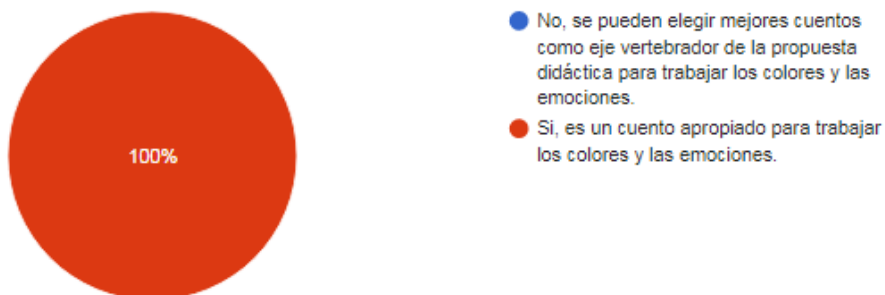 100%
No, se pueden elegir mejores cuentos
como eje vertebrador de la propuesta
didáctica para trabajar los colores y las
emociones.
Si, es un cuento apropiado para trabajar
los colores y las emociones.